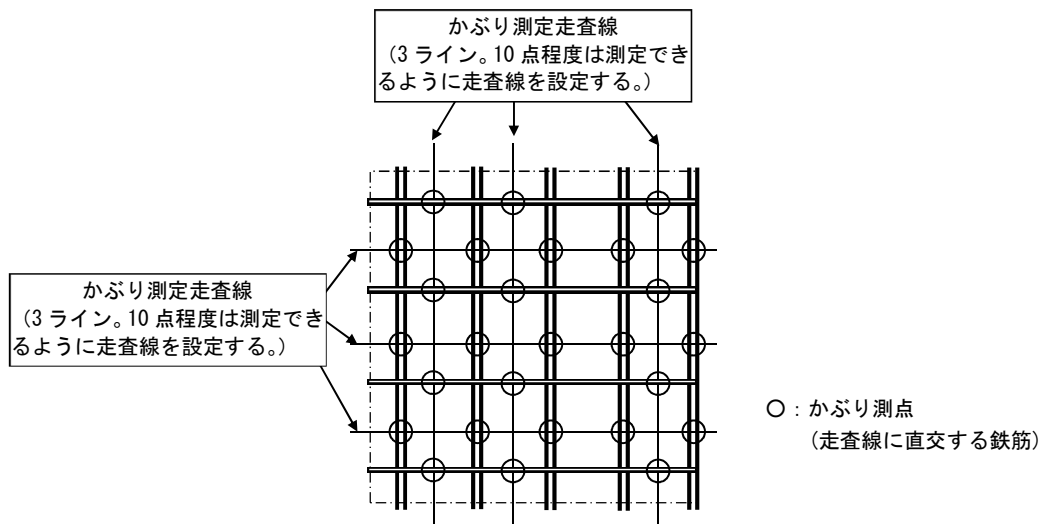 かぶり測定走査線
（3 ライン。10 点程度は測定でき
るように走査線を設定する。）
かぶり測定走査線
（3 ライン。10 点程度は測定でき
るように走査線を設定する。）
○：かぶり測点
（走査線に直交する鉄筋）